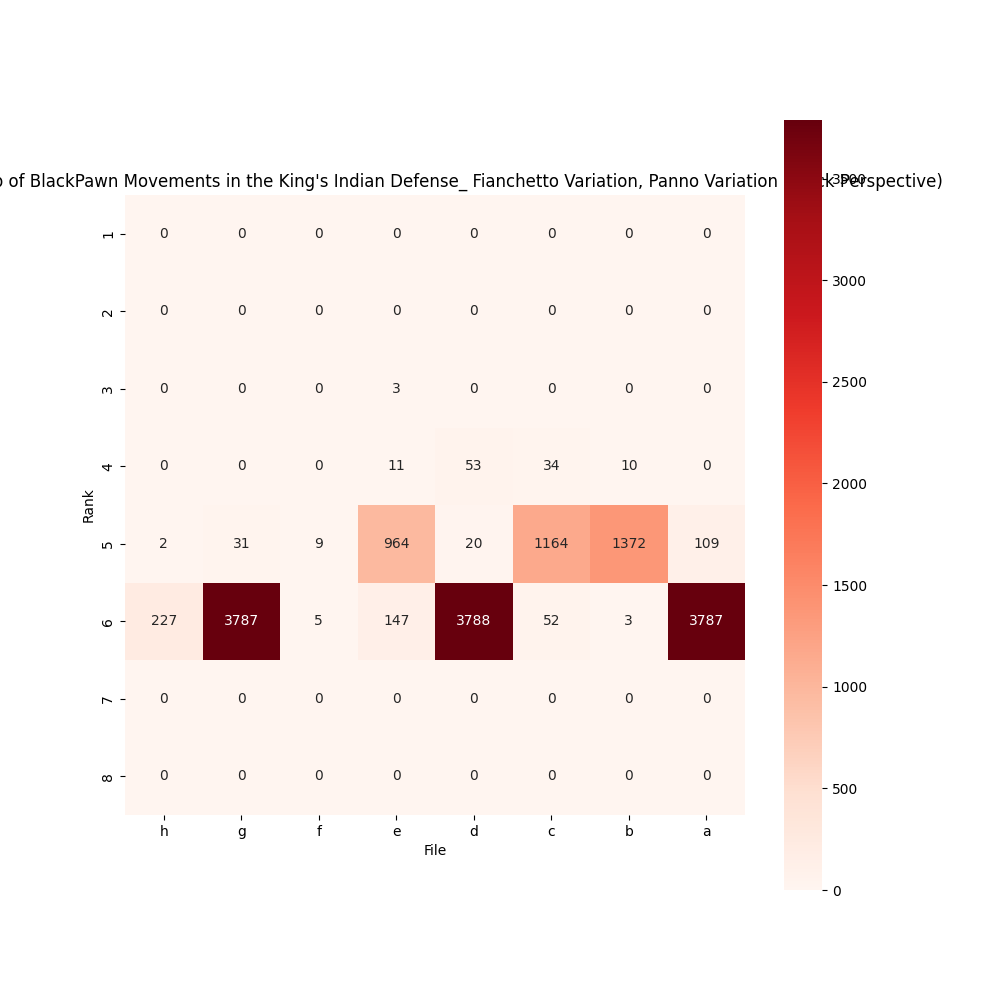 of BlackPawn Movements in the King's Indian Defense_ Fianchetto Variation, Panno Variation Perspective)
3500
1 0 0 0 0 0 0 0 0
3000
2 0 0 0 0 0 0 0 0
2500
3 0 0 0 3 0 0 0 0
4 0 0 0 11 53 34 10 0
2000
Rank
5 2 31 9 964 20 1164 1372 109
1500
6 227 3787 5 147 3788 52 3 3787
1000
7 0 0 0 0 0 0 0 0
8 0 0 0 0 0 0 0 0
500
h g f e d c b a
File
0